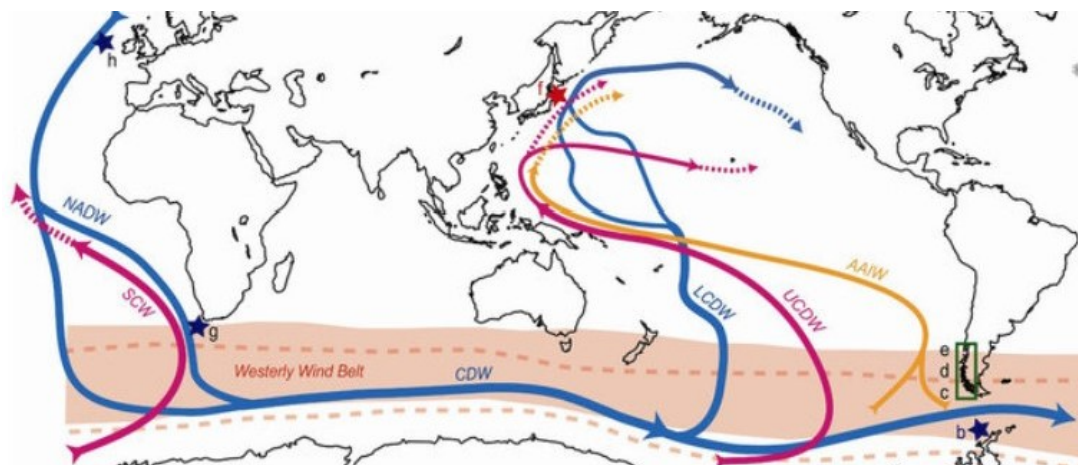 h
f
NADW
AAIW
SCW
LCDW
UCDW
g
e
Westerly Wind Belt
CDW
d
c
b